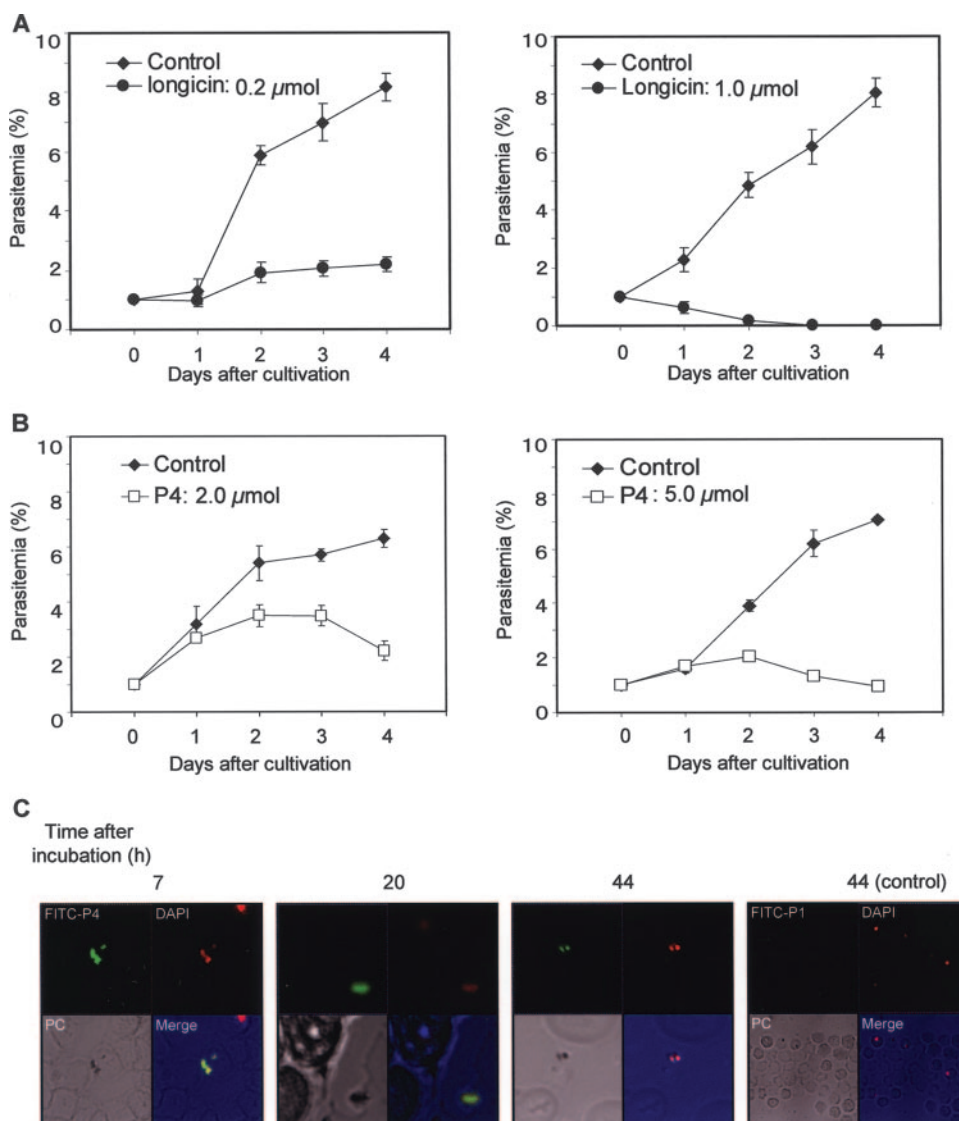 A
Parasitemia (%)
10
8
6
4
2
0
Control
longicin: 0.2 µmol
0 1 2 3 4
Days after cultivation
Parasitemia (%)
10
8
6
4
2
0
Control
Longicin: 1.0 µmol
0 1 2 3 4
Days after cultivation
B
Parasitemia (%)
10
8
6
4
2
0
Control
P4: 2.0 µmol
0 1 2 3 4
Days after cultivation
Parasitemia (%)
10
8
6
4
2
0
Control
P4 : 5.0 µmol
0 1 2 3 4
Days after cultivation
C
Time after
incubation (h)
7 20 44 44 (control)
FITC-P4 DAPI FITC-P1 DAPI
PC Merge PC Merge